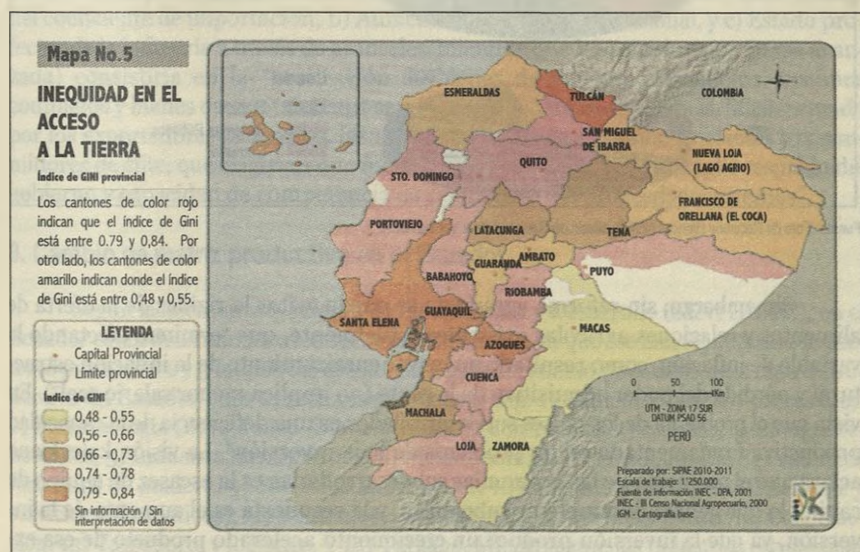 Mapa No.5
INEQUIDAD EN EL
ACCESO
A LA TIERRA
Índice de GINI provincial
Los cantones de color rojo
indican que el índice de Gini
está entre 0.79 y 0,84. Por
otro lado, los cantones de color
amarillo indican donde el índice
de Gini está entre 0,48 y 0,55.
LEYENDA
Capital Provincial
Límite provincial
Índice de GINI
0,48 - 0,55
0,56 - 0,66
0,66 - 0,73
0,74 - 0,78
0,79 - 0,84
Sin información / Sin
interpretación de datos
ESMERALDAS
TULCÁN
COLOMBIA
SAN MIGUEL
DE IBARRA
NUEVA LOJA
(LAGO AGRIO)
QUITO
STO. DOMINGO
FRANCISCO DE
ORELLANA (EL COCA)
PORTOVIEJO
LATACUNGA
TENA
AMBATO
GUARANDA
PUYO
BABAHOYO
RIOBAMBA
SANTA ELENA
GUAYAQUIL
MACAS
AZOGUES
CUENCA
MACHALA
LOJA
ZAMORA
0 50 100
Km
UTM - ZONA 17 SUR
DATUM PSAD 56
PERÚ
Preparado por: SIPAE 2010-2011
Escala de trabajo: 1:250.000
Fuente de información INEC - DPA, 2001
INEC - III Censo Nacional Agropecuario, 2000
IGM - Cartografía base